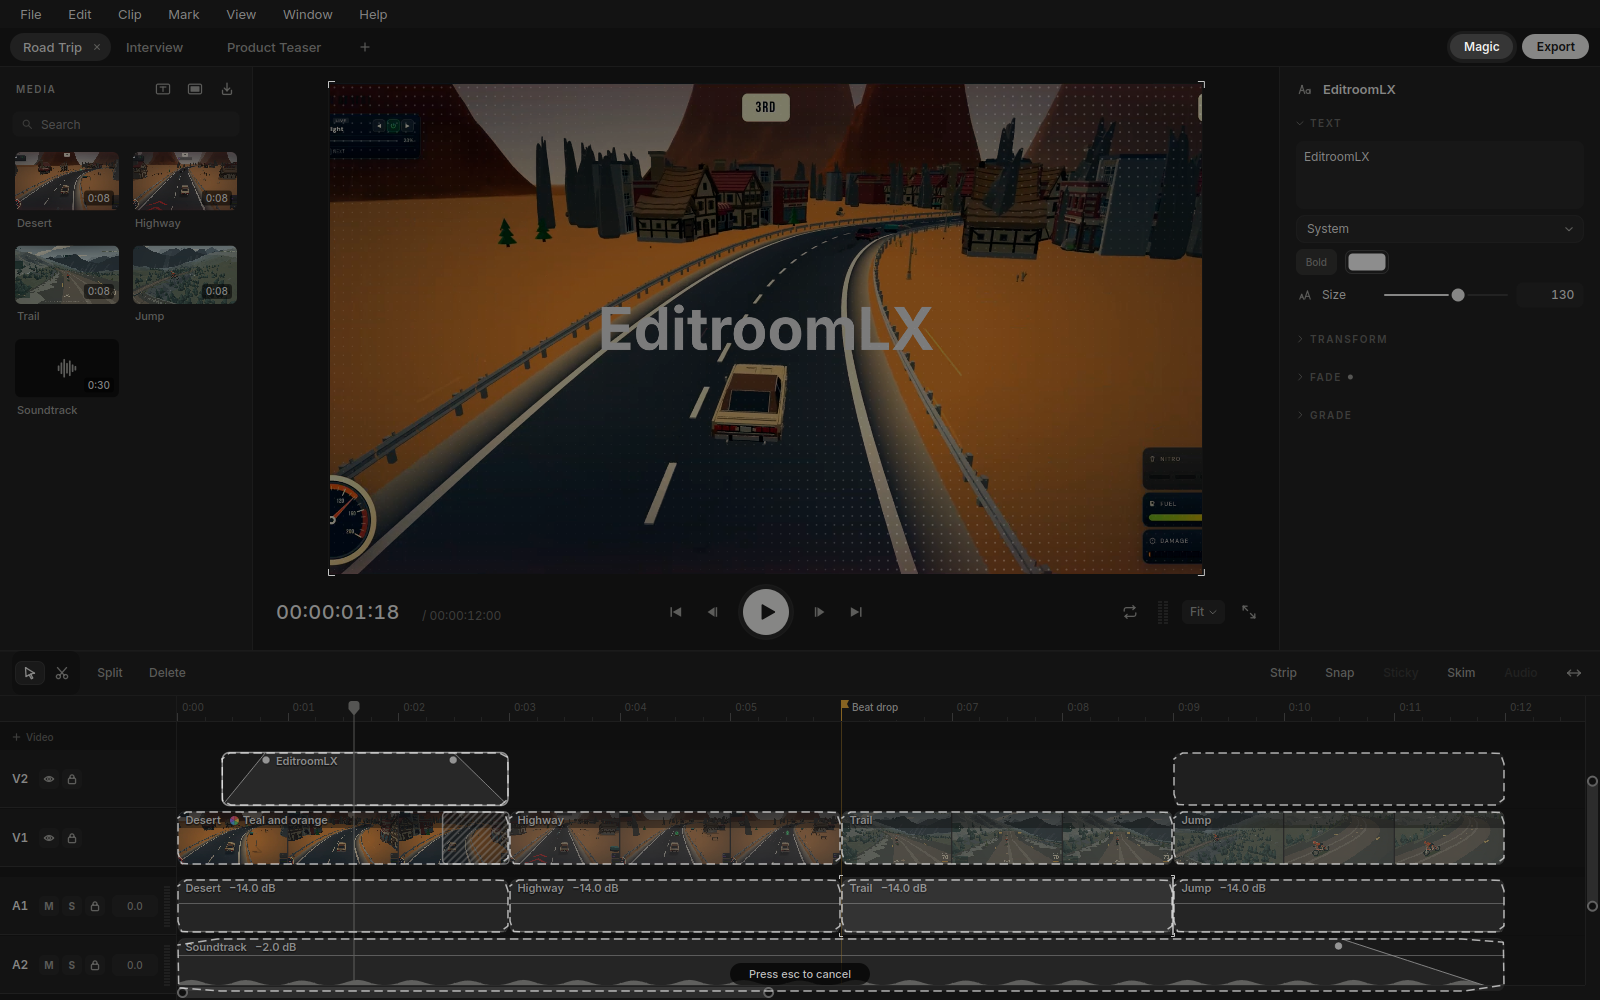 File Edit Clip Mark View Window Help
Road Trip × Interview Product Teaser + Magic Export
MEDIA
Search
0:08 0:08
Desert Highway
0:08 0:08
Trail Jump
0:30
Soundtrack
3RD
EditroomLX
NITRO
FUEL
DAMAGE
00:00:01:18 / 00:00:12:00
Fit
EditroomLX
TEXT
EditroomLX
System
Bold
Size 130
TRANSFORM
FADE
GRADE
Split Delete Strip Snap Sticky Skim Audio
0:00 0:01 0:02 0:03 0:04 0:05 Beat drop 0:07 0:08 0:09 0:10 0:11 0:12
+ Video
V2 EditroomLX
V1 Desert Teal and orange Highway Trail Jump
A1 M S 0.0 Desert −14.0 dB Highway −14.0 dB Trail −14.0 dB Jump −14.0 dB
A2 M S 0.0 Soundtrack −2.0 dB
Press esc to cancel